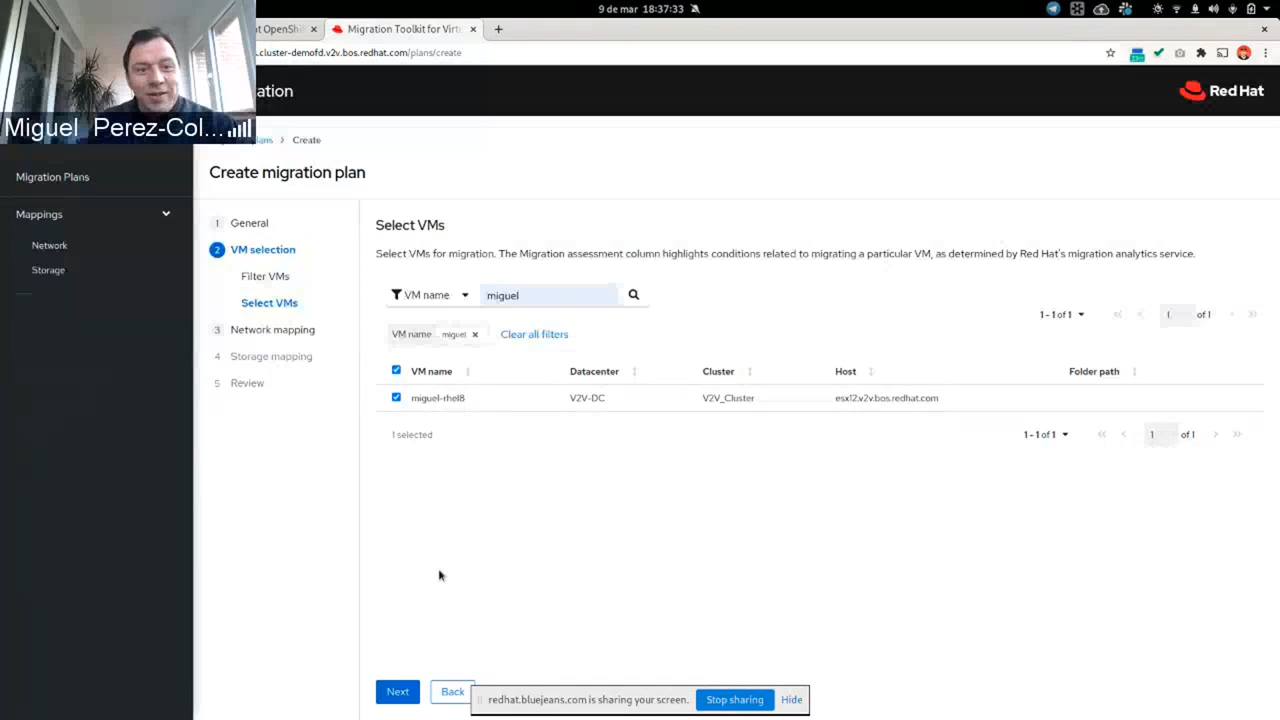 9 de mar 18:37:33
at OpenShif
Migration Toolkit for Virtu
.cluster-demofd.v2v.bos.redhat.com/plans/create
ation
Red Hat
Miguel Perez-Col...
Plans > Create
Create migration plan
Migration Plans
Mappings
Network
Storage
1 General
2 VM selection
Filter VMs
Select VMs
3 Network mapping
4 Storage mapping
5 Review
Select VMs
Select VMs for migration. The Migration assessment column highlights conditions related to migrating a particular VM, as determined by Red Hat's migration analytics service.
VM name miguel
1 - 1 of 1 of 1
VM name miguel Clear all filters
VM name Datacenter Cluster Host Folder path
miguel-rhel8 V2V-DC V2V_Cluster esx12.v2v.bos.redhat.com
1 selected 1 - 1 of 1 1 of 1
Next Back
redhat.bluejeans.com is sharing your screen. Stop sharing Hide